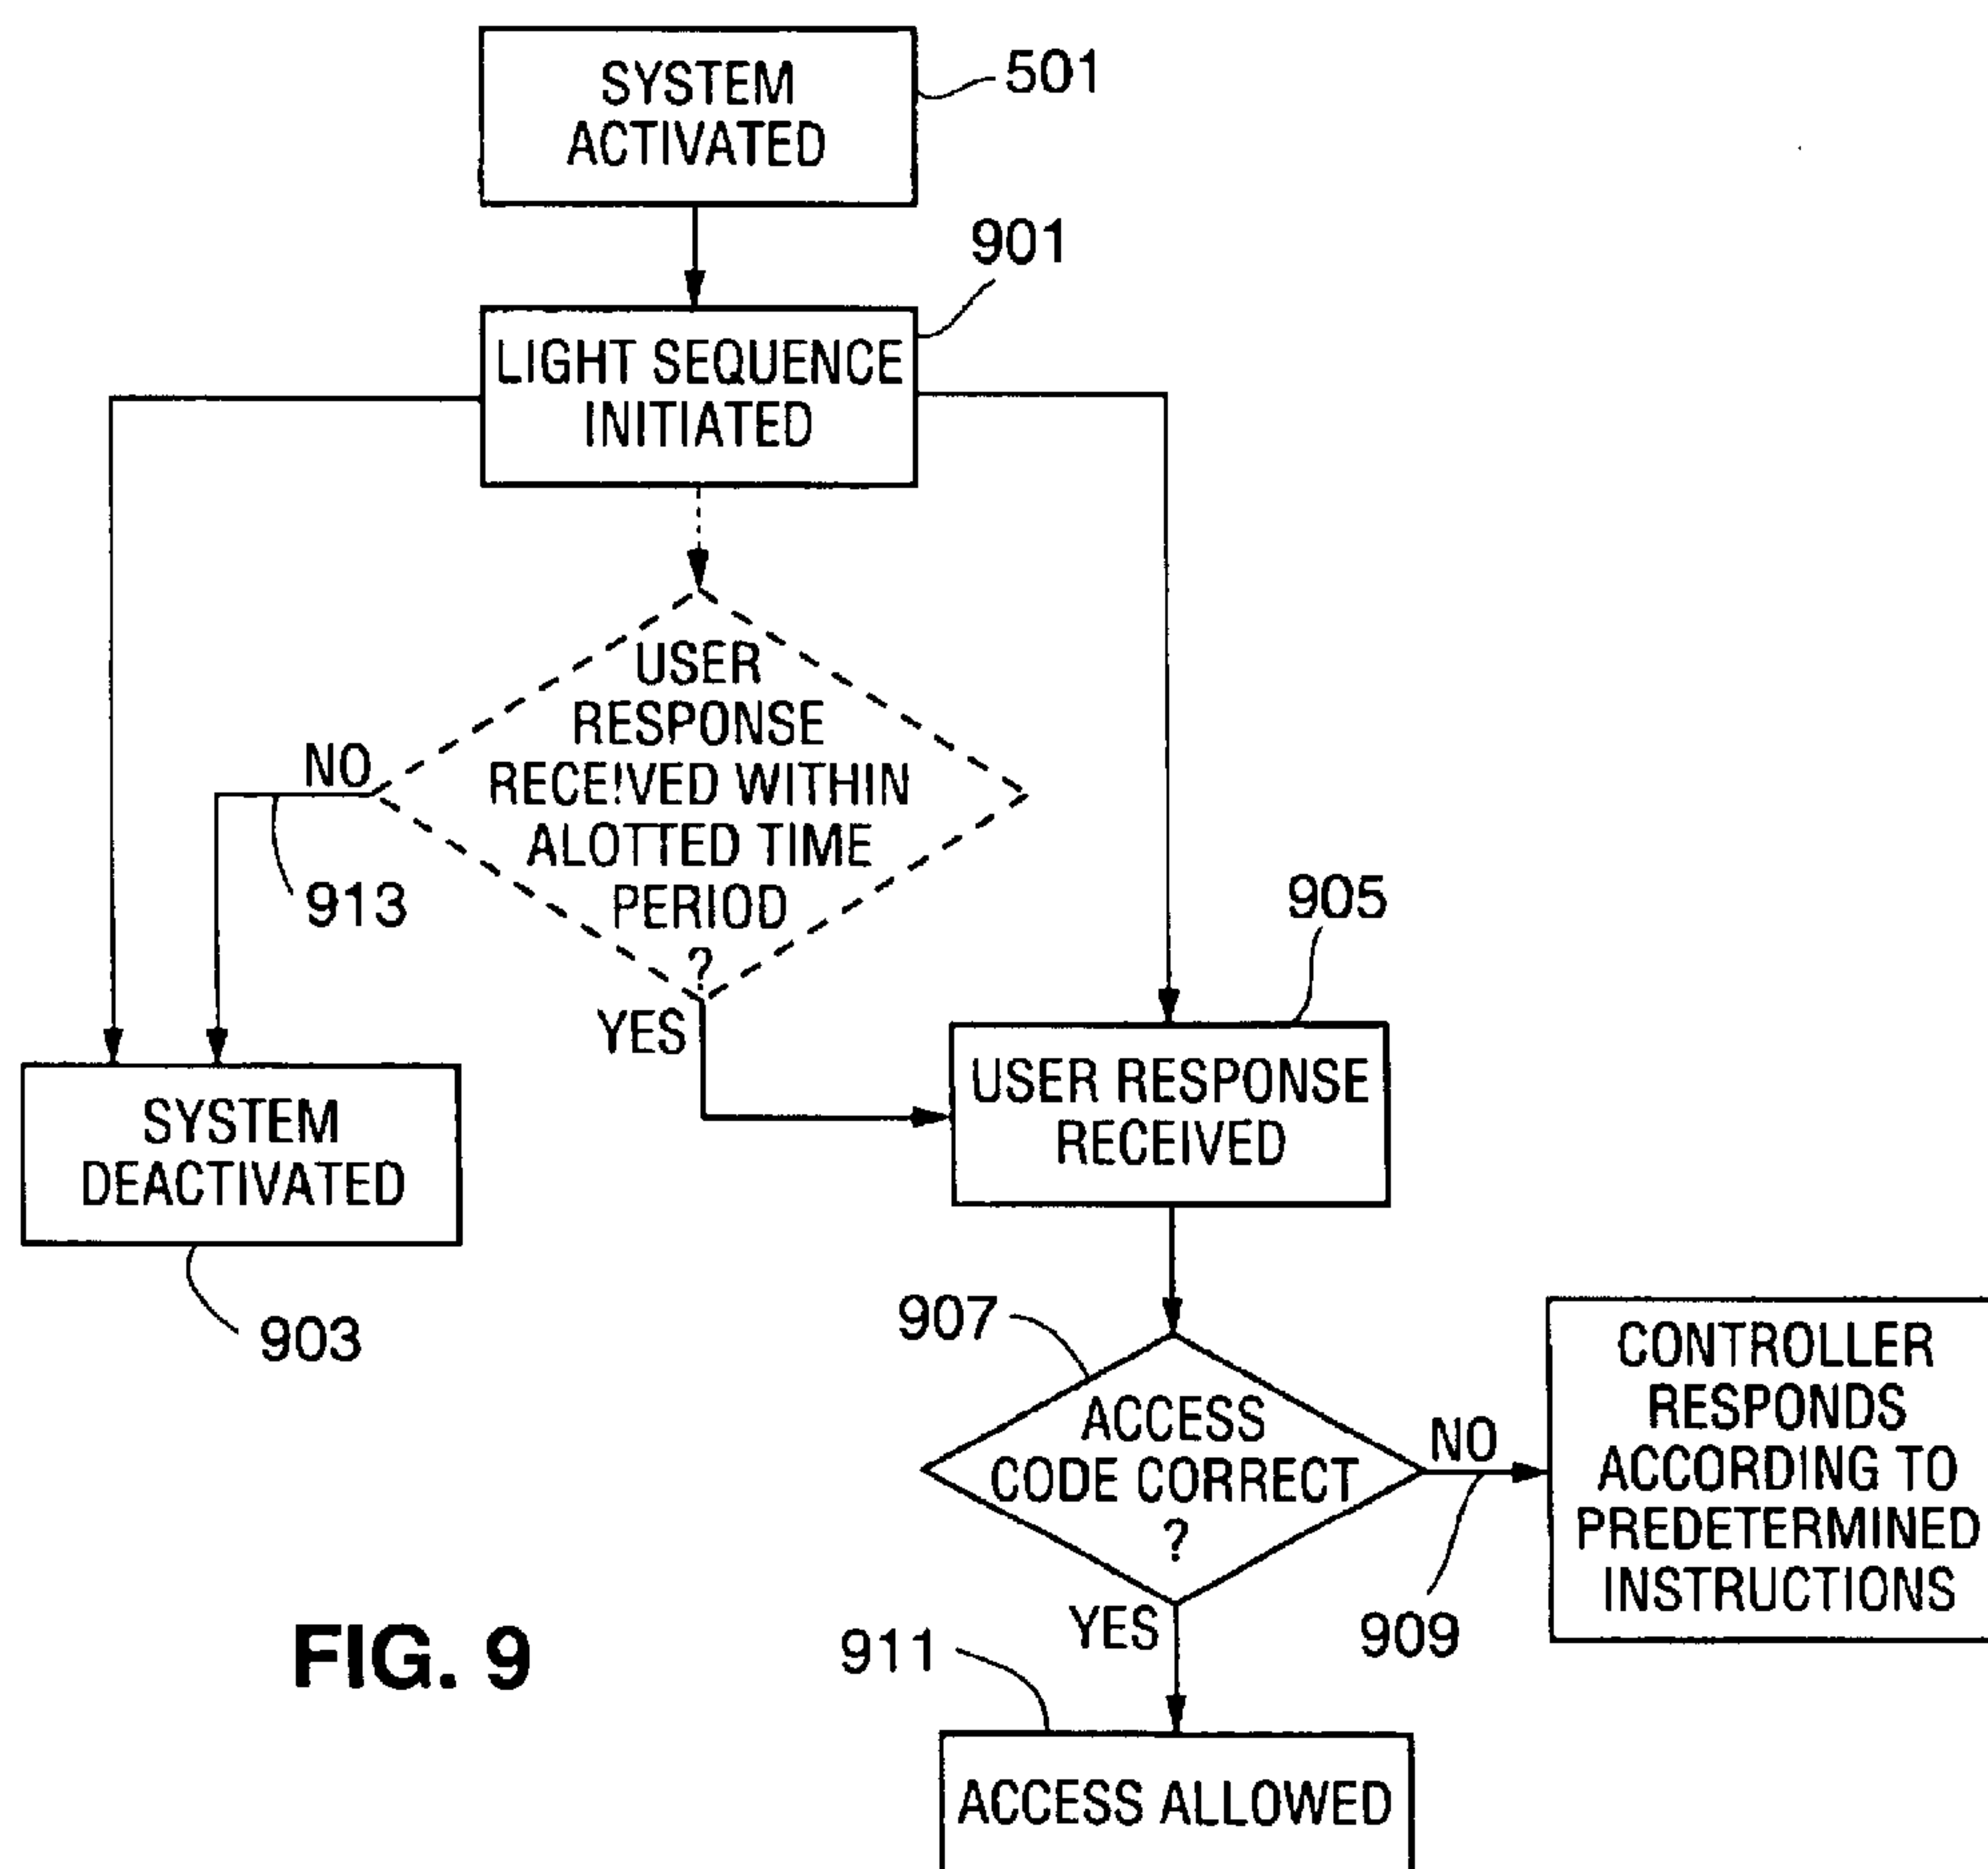 SYSTEM
ACTIVATED
501
901
LIGHT SEQUENCE
INITIATED
USER
RESPONSE
RECEIVED WITHIN
ALOTTED TIME
PERIOD
?
NO
913
YES
905
USER RESPONSE
RECEIVED
SYSTEM
DEACTIVATED
903
907
ACCESS
CODE CORRECT
?
NO
909
CONTROLLER
RESPONDS
ACCORDING TO
PREDETERMINED
INSTRUCTIONS
YES
911
ACCESS ALLOWED
FIG. 9